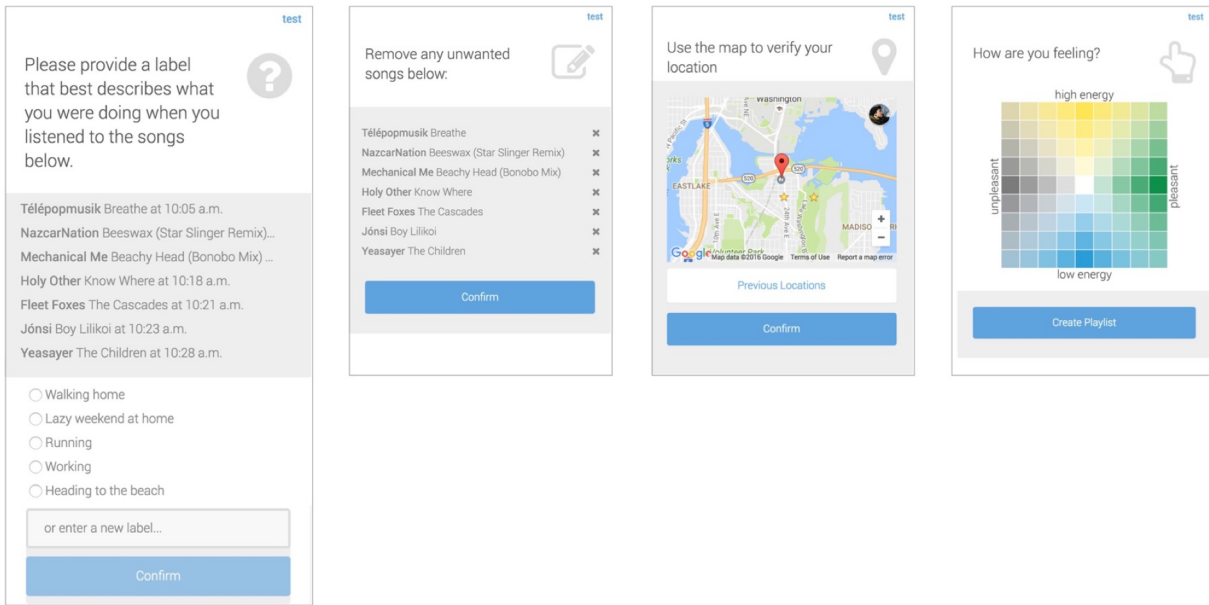 test
Please provide a label
that best describes what
you were doing when you
listened to the songs
below.
Télépopmusik Breathe at 10:05 a.m.
NazcarNation Beeswax (Star Slinger Remix)...
Mechanical Me Beachy Head (Bonobo Mix) ...
Holy Other Know Where at 10:18 a.m.
Fleet Foxes The Cascades at 10:21 a.m.
Jónsi Boy Lilikoi at 10:23 a.m.
Yeasayer The Children at 10:28 a.m.
Walking home
Lazy weekend at home
Running
Working
Heading to the beach
or enter a new label...
Confirm
test
Remove any unwanted
songs below:
Télépopmusik Breathe
NazcarNation Beeswax (Star Slinger Remix)
Mechanical Me Beachy Head (Bonobo Mix)
Holy Other Know Where
Fleet Foxes The Cascades
Jónsi Boy Lilikoi
Yeasayer The Children
Confirm
test
Use the map to verify your
location
Washington
520
520
EASTLAKE
10th Ave E
24th Ave E
MADISO
Volunteer Park
Google
Map data ©2016 Google Terms of Use Report a map error
Previous Locations
Confirm
test
How are you feeling?
high energy
unpleasant
pleasant
low energy
Create Playlist